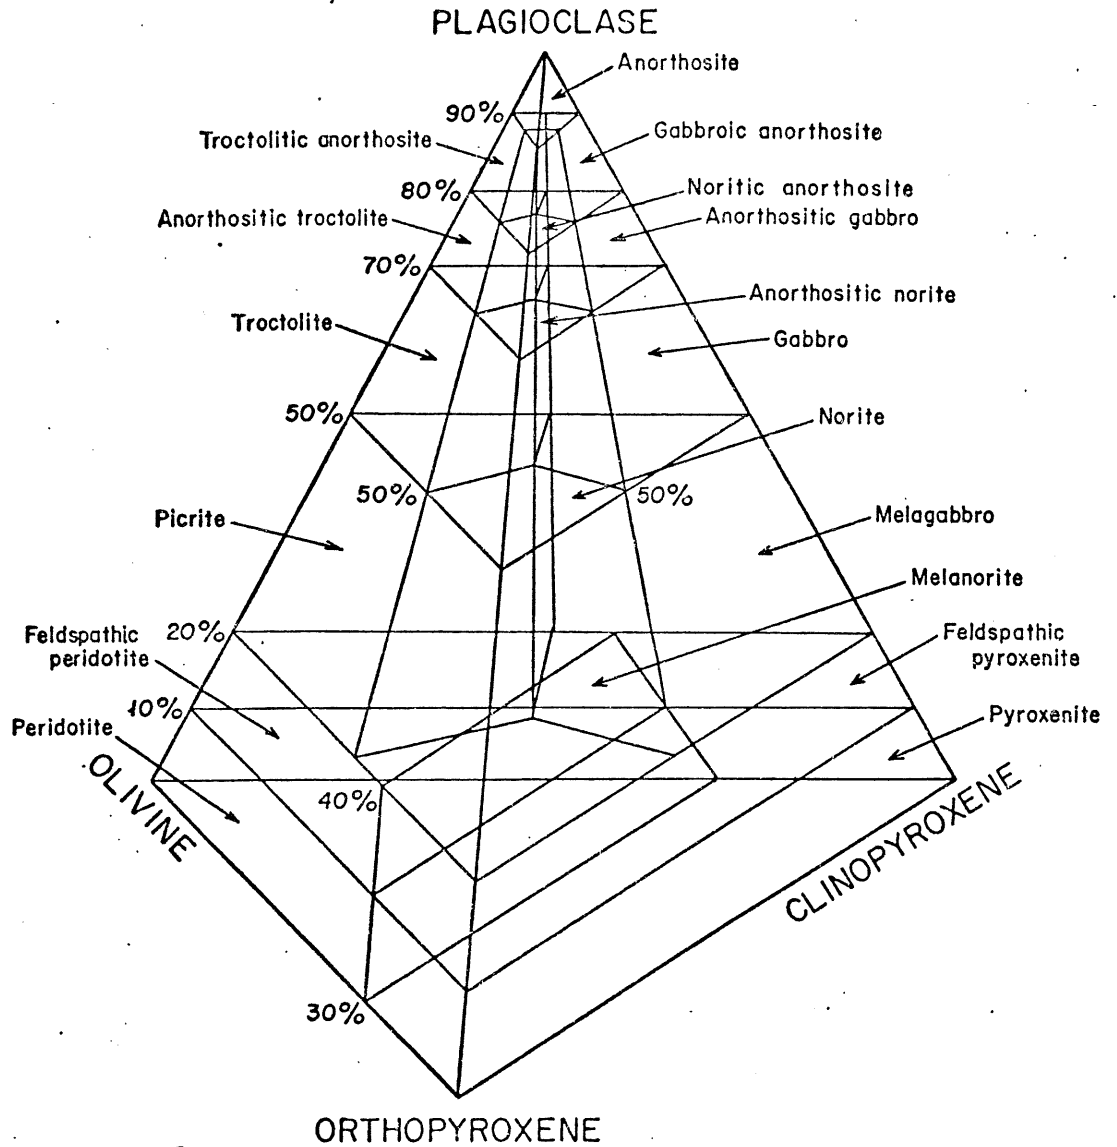 PLAGIOCLASE
Anorthosite
90%
Troctolitic anorthosite
Gabbroic anorthosite
80%
Noritic anorthosite
Anorthositic troctolite
Anorthositic gabbro
70%
Anorthositic norite
Troctolite
Gabbro
50%
Norite
50%
50%
Picrite
Melagabbro
Melanorite
20%
Feldspathic
peridotite
Feldspathic
pyroxenite
10%
Peridotite
Pyroxenite
OLIVINE
40%
CLINOPYROXENE
30%
ORTHOPYROXENE